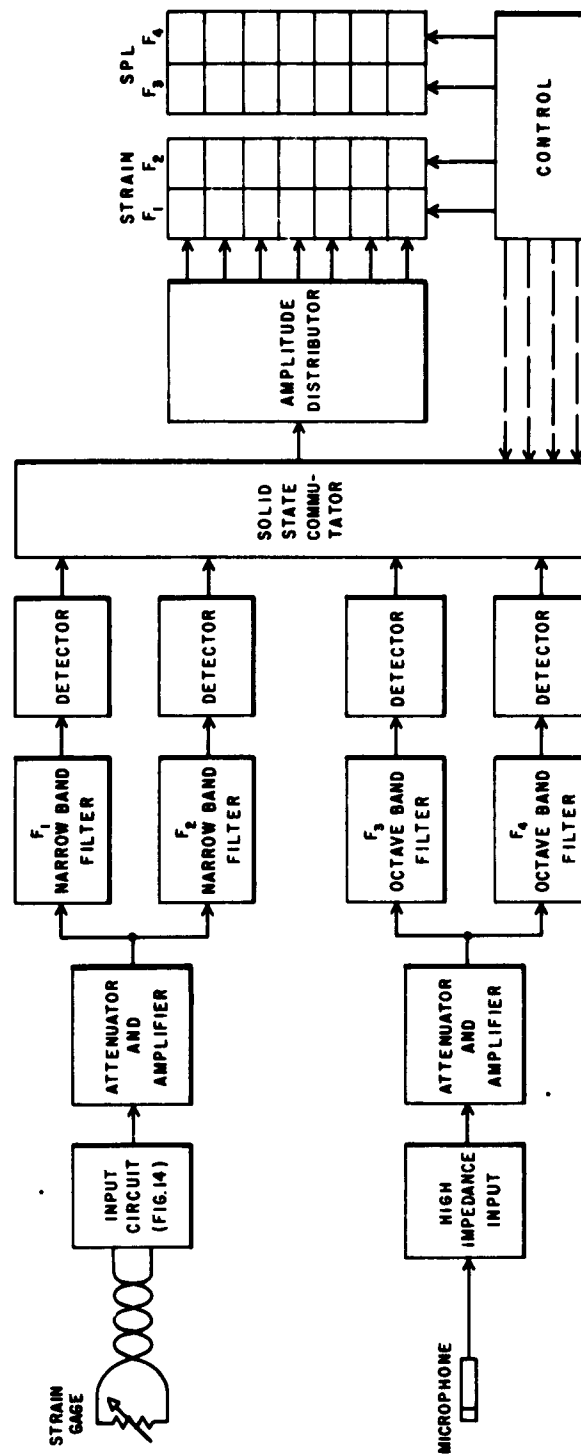 STRAIN
GAGE
INPUT
CIRCUIT
(FIG.14)
ATTENUATOR
AND
AMPLIFIER
F1
NARROW BAND
FILTER
DETECTOR
F2
NARROW BAND
FILTER
DETECTOR
MICROPHONE
HIGH
IMPEDANCE
INPUT
ATTENUATOR
AND
AMPLIFIER
F3
OCTAVE BAND
FILTER
DETECTOR
F4
OCTAVE BAND
FILTER
DETECTOR
SOLID
STATE
COMMU-
TATOR
AMPLITUDE
DISTRIBUTOR
STRAIN
F1 F2
SPL
F3 F4
CONTROL